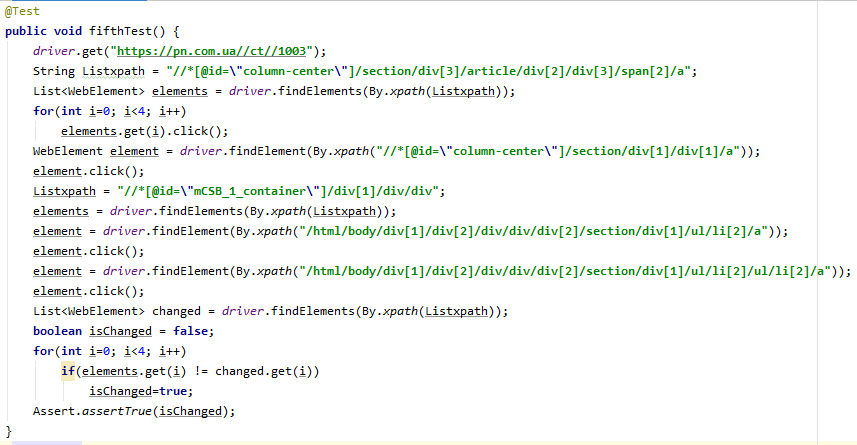 @Test
public void fifthTest() {
driver.get("https://pn.com.ua//ct//1003");
String Listxpath = "//*[@id=\"column-center\"]/section/div[3]/article/div[2]/div[3]/span[2]/a";
List<WebElement> elements = driver.findElements(By.xpath(Listxpath));
for(int i=0; i<4; i++)
elements.get(i).click();
WebElement element = driver.findElement(By.xpath("//*[@id=\"column-center\"]/section/div[1]/div[1]/a"));
element.click();
Listxpath = "//*[@id=\"mCSB_1_container\"]/div[1]/div/div";
elements = driver.findElements(By.xpath(Listxpath));
element = driver.findElement(By.xpath("/html/body/div[1]/div[2]/div/div/div[2]/section/div[1]/ul/li[2]/a"));
element.click();
element = driver.findElement(By.xpath("/html/body/div[1]/div[2]/div/div/div[2]/section/div[1]/ul/li[2]/ul/li[2]/a"));
element.click();
List<WebElement> changed = driver.findElements(By.xpath(Listxpath));
boolean isChanged = false;
for(int i=0; i<4; i++)
if(elements.get(i) != changed.get(i))
isChanged=true;
Assert.assertTrue(isChanged);
}